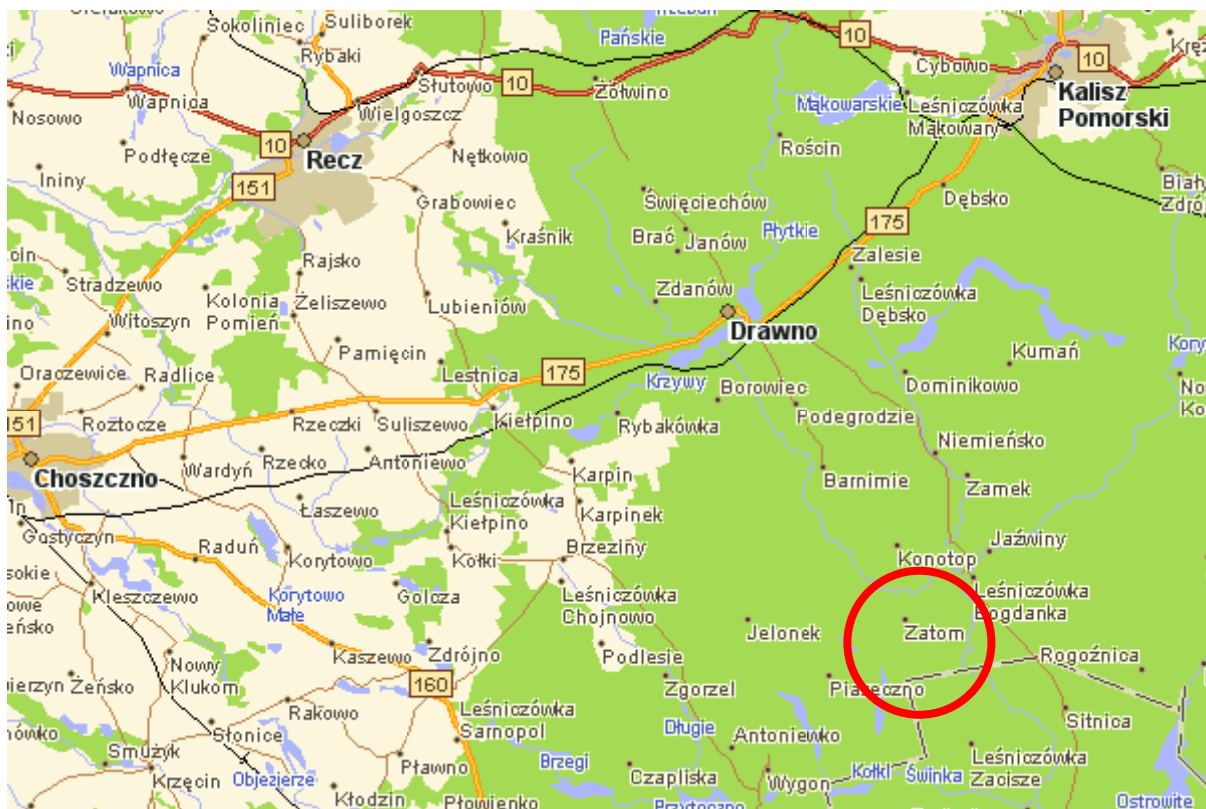 Sokoliniec
Suliborek
Rybaki
Pańskie
10
Cybowo
10
Kalisz
Pomorski
Wapnica
Wapnica
Słutowo
10
Żółwino
Mąkowarskie
Leśniczówka
Mąkowary
Nosowo
Wielgoszcz
Podłęcze
10
Recz
Nętkowo
Rościn
Ininy
151
Grabowiec
Święciechów
Dębsko
Kraśnik
Brać
Janów
Płytkie
175
Zalesie
Rajsko
Stradzewo
Kolonia
Pomień
Żeliszewo
Lubieniów
Zdanów
Drawno
Leśniczówka
Dębsko
Witoszyn
Pamięcin
Kumań
Oraczewice
Radlice
Lestnica
175
Krzywy
Borowiec
Dominikowo
Roztocze
Rzeczki
Suliszewo
Kiełpino
Rybakówka
Podegrodzie
Niemieńsko
Choszczno
Wardyń
Rzecko
Antoniewo
Karpin
Barnimie
Zamek
Łaszewo
Leśniczówka
Kiełpino
Karpinek
Gostyczyn
Raduń
Korytowo
Kołki
Brzeziny
Konotop
Jaźwiny
Kleszczewo
Korytowo
Małe
Golcza
Leśniczówka
Chojnowo
Leśniczówka
Bogdanka
Jelonek
Zatom
Nowy
Klukom
Kaszewo
Zdrójno
Podlesie
Rogoźnica
Żeńsko
160
Zgorzel
Piaseczno
Rakowo
Leśniczówka
Sarnopol
Długie
Sitnica
Słonice
Antoniewko
Smużyk
Krzęcin
Objezierze
Pławno
Brzegi
Czapliska
Wygon
Kołki
Świnka
Leśniczówka
Zacisze
Kłodzin
Płowienko
Ostrowite